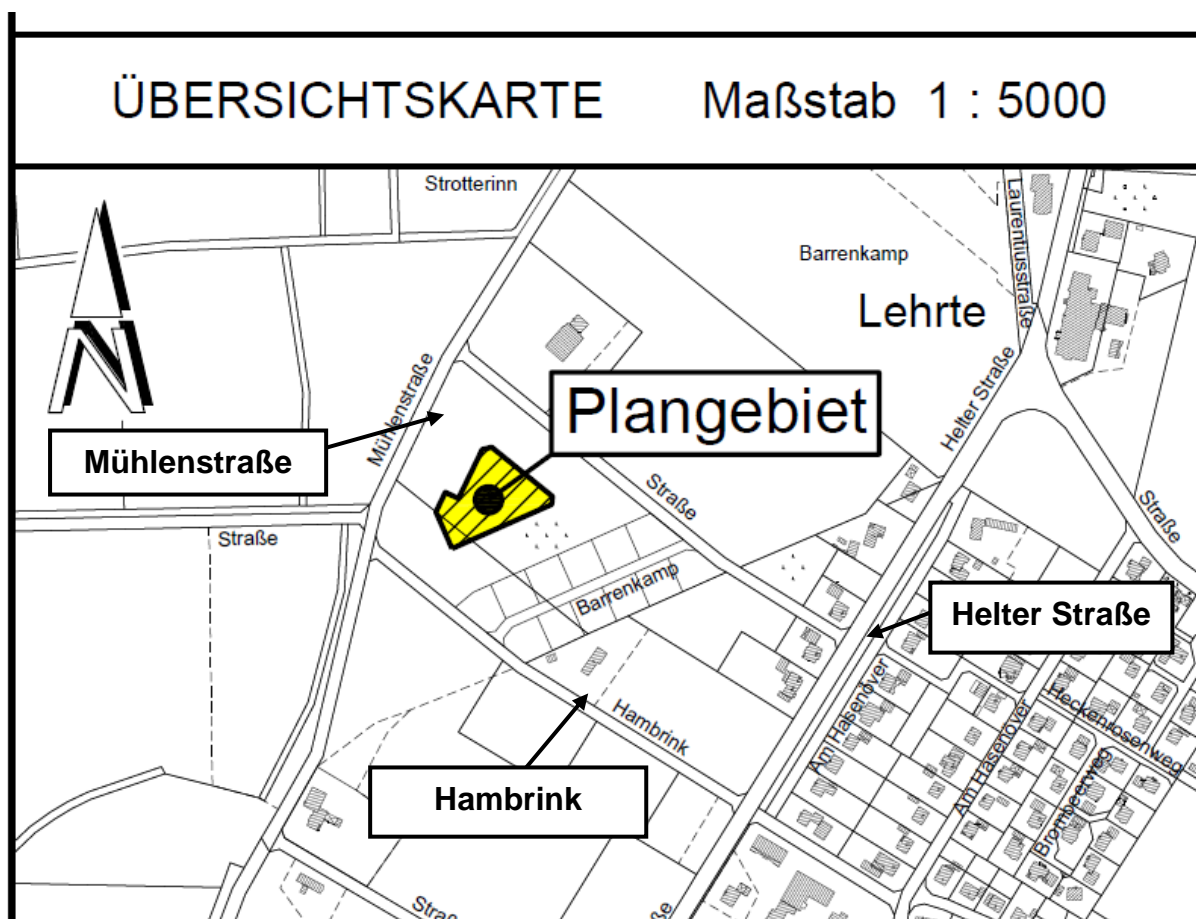 ÜBERSICHTSKARTE Maßstab 1 : 5000
Strotterinn
Laurentiusstraße
Barrenkamp
Lehrte
N
Mühlenstraße
Helter Straße
Plangebiet
Mühlenstraße
Straße
Straße
Straße
Barrenkamp
Helter Straße
Am Hasenöver
Heckenrosenweg
Hambrink
Am Hasenöver
Brombeerweg
Hambrink